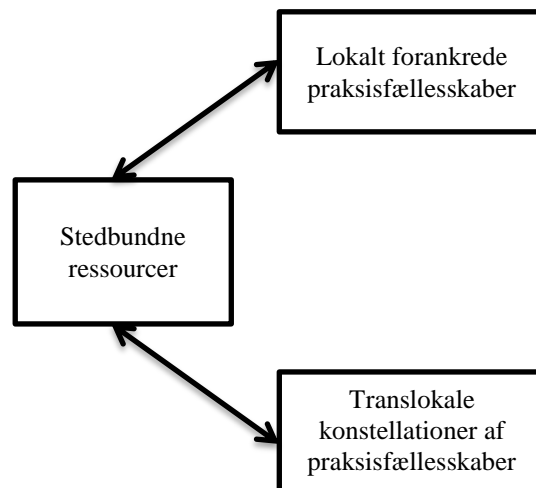 Lokalt forankrede
praksisfællesskaber
Stedbundne
ressourcer
Translokale
konstellationer af
praksisfællesskaber